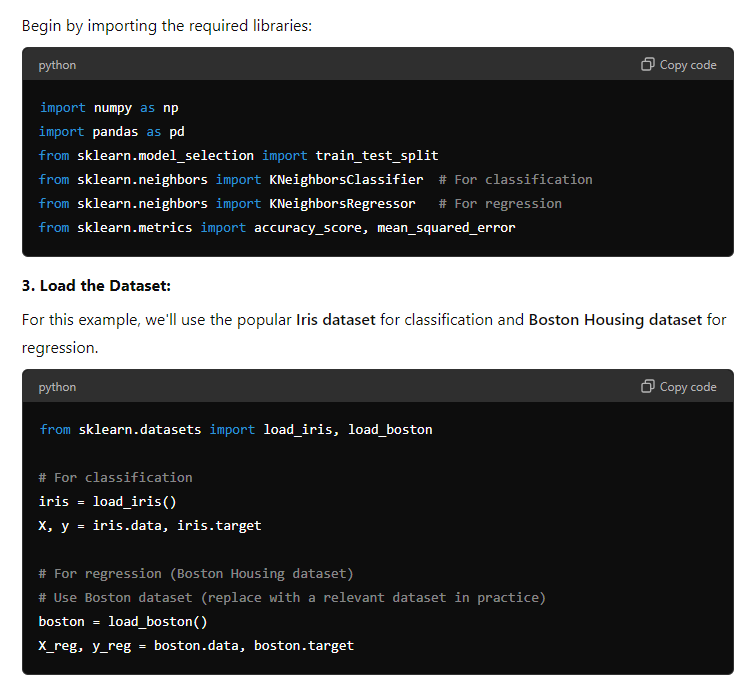 Begin by importing the required libraries:
python
Copy code
import numpy as np
import pandas as pd
from sklearn.model_selection import train_test_split
from sklearn.neighbors import KNeighborsClassifier  # For classification
from sklearn.neighbors import KNeighborsRegressor   # For regression
from sklearn.metrics import accuracy_score, mean_squared_error
3. Load the Dataset:
For this example, we'll use the popular Iris dataset for classification and Boston Housing dataset for
regression.
python
Copy code
from sklearn.datasets import load_iris, load_boston
# For classification
iris = load_iris()
X, y = iris.data, iris.target
# For regression (Boston Housing dataset)
# Use Boston dataset (replace with a relevant dataset in practice)
boston = load_boston()
X_reg, y_reg = boston.data, boston.target